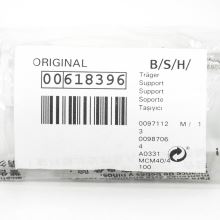 ORIGINAL
B/S/H/
00618396
Träger
Support
Support
Soporte
Taşıyıcı
0097112 M/ 1
3
0098706
4
A0331
MCM40/4
100